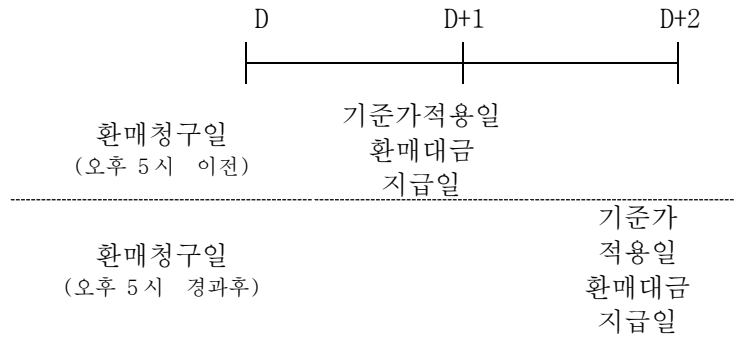 D D+1 D+2
환매청구일
(오후 5시 이전)
기준가적용일
환매대금
지급일
환매청구일
(오후 5시 경과후)
기준가
적용일
환매대금
지급일